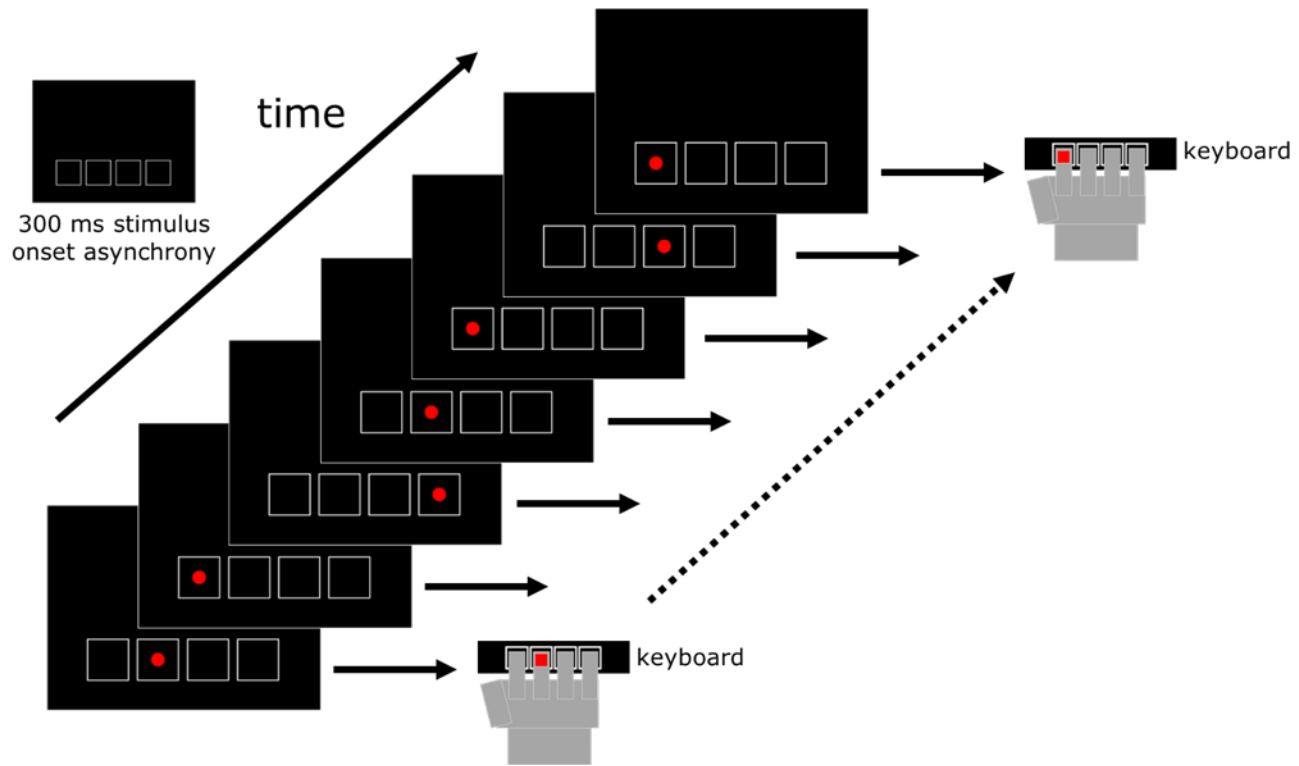 time
300 ms stimulus
onset asynchrony
keyboard
keyboard